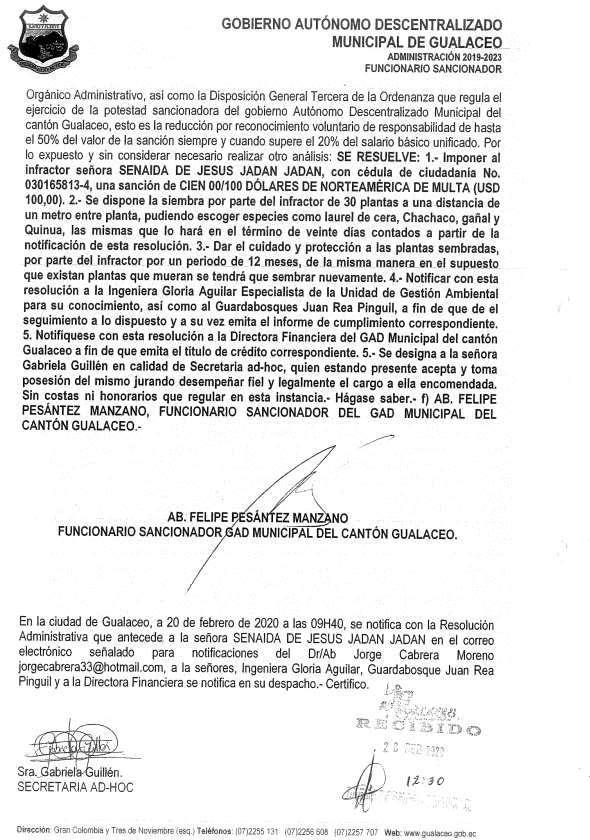 GOBIERNO AUTÓNOMO DESCENTRALIZADO
MUNICIPAL DE GUALACEO
ADMINISTRACIÓN 2019-2023
FUNCIONARIO SANCIONADOR
Orgánico Administrativo, así como la Disposición General Tercera de la Ordenanza que regula el
ejercicio de la potestad sancionadora del gobierno Autónomo Descentralizado Municipal del
cantón Gualaceo, esto es la reducción por reconocimiento voluntario de responsabilidad de hasta
el 50% del valor de la sanción siempre y cuando supere el 20% del salario básico unificado. Por
lo expuesto y sin considerar necesario realizar otro análisis: SE RESUELVE: 1.- Imponer al
infractor señora SENAIDA DE JESUS JADAN JADAN, con cédula de ciudadanía No.
030165813-4, una sanción de CIEN 00/100 DÓLARES DE NORTEAMÉRICA DE MULTA (USD
100,00). 2.- Se dispone la siembra por parte del infractor de 30 plantas a una distancia de
un metro entre planta, pudiendo escoger especies como laurel de cera, Chachaco, gañal y
Quinua, las mismas que lo hará en el término de veinte días contados a partir de la
notificación de esta resolución. 3.- Dar el cuidado y protección a las plantas sembradas,
por parte del infractor por un periodo de 12 meses, de la misma manera en el supuesto
que existan plantas que mueran se tendrá que sembrar nuevamente. 4.- Notificar con esta
resolución a la Ingeniera Gloria Aguilar Especialista de la Unidad de Gestión Ambiental
para su conocimiento, así como al Guardabosques Juan Rea Pinguil, a fin de que de el
seguimiento a lo dispuesto y a su vez emita el informe de cumplimiento correspondiente.
5. Notifíquese con esta resolución a la Directora Financiera del GAD Municipal del cantón
Gualaceo a fin de que emita el título de crédito correspondiente. 5.- Se designa a la señora
Gabriela Guillén en calidad de Secretaria ad-hoc, quien estando presente acepta y toma
posesión del mismo jurando desempeñar fiel y legalmente el cargo a ella encomendada.
Sin costas ni honorarios que regular en esta instancia.- Hágase saber.- f) AB. FELIPE
PESÁNTEZ MANZANO, FUNCIONARIO SANCIONADOR DEL GAD MUNICIPAL DEL
CANTÓN GUALACEO.-
AB. FELIPE PESÁNTEZ MANZANO
FUNCIONARIO SANCIONADOR GAD MUNICIPAL DEL CANTÓN GUALACEO.
En la ciudad de Gualaceo, a 20 de febrero de 2020 a las 09H40, se notifica con la Resolución
Administrativa que antecede a la señora SENAIDA DE JESUS JADAN JADAN en el correo
electrónico señalado para notificaciones del Dr/Ab Jorge Cabrera Moreno
jorgecabrera33@hotmail.com, a la señores, Ingeniera Gloria Aguilar, Guardabosque Juan Rea
Pinguil y a la Directora Financiera se notifica en su despacho.- Certifico.
RECIBIDO
12:30
Sra. Gabriela Guillén.
SECRETARIA AD-HOC
Dirección: Gran Colombia y Tres de Noviembre (esq.) Teléfonos: (07)2255 131 (07)2256 608 (07)2257 707 Web: www.gualaceo.gob.ec